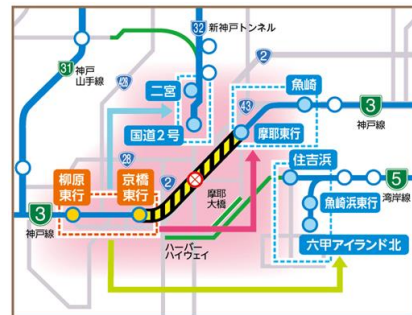 32
新神戸トンネル
31
神戸
山手線
428
2
二宮
魚崎
43
3
神戸線
国道2号
摩耶東行
28
住吉浜
柳原
東行
京橋
東行
2
5
湾岸線
摩耶
大橋
魚崎浜東行
3
神戸線
ハーバー
ハイウェイ
六甲アイランド北